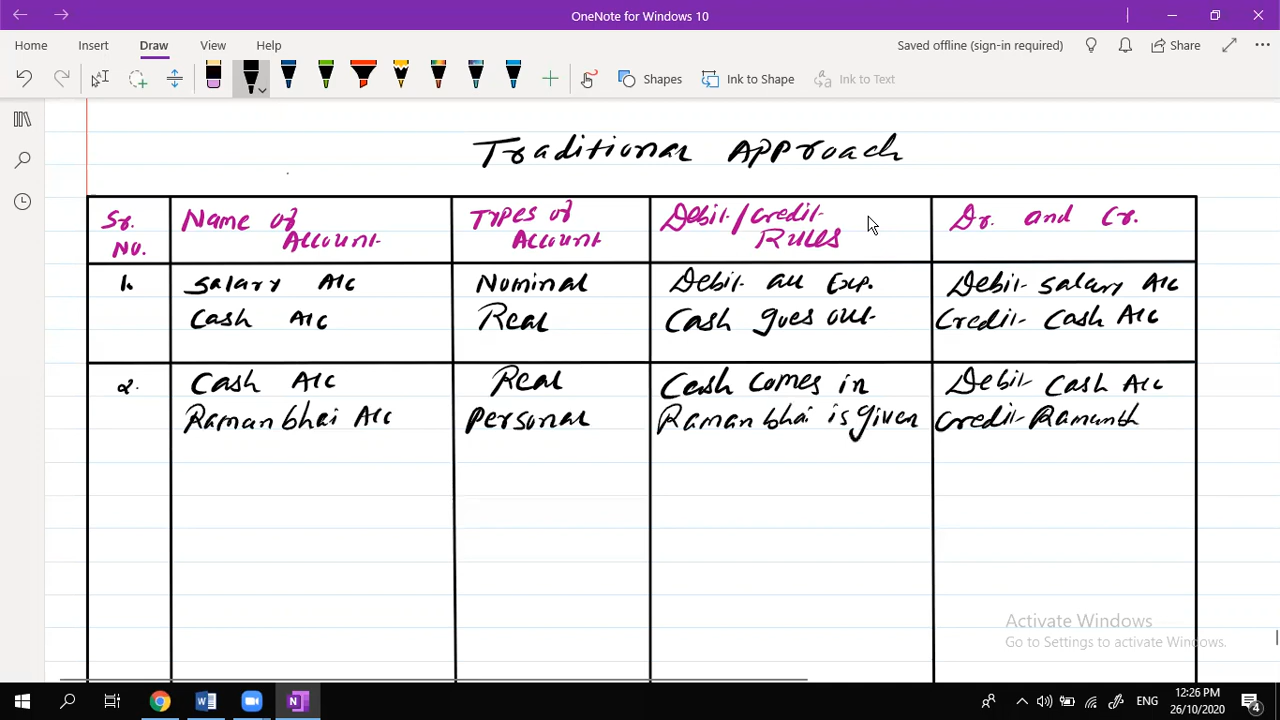 OneNote for Windows 10
Home Insert Draw View Help
Saved offline (sign-in required) Share
Shapes Ink to Shape Ink to Text
Traditional Approach
Sr. No. Name of Account Types of Account Debit/Credit RULES Dr. and Cr.
1. Salary A/c Nominal Debit all Exp. Debit Salary A/c
Cash A/c Real Cash goes out Credit Cash A/c
2. Cash A/c Real Cash comes in Debit Cash A/c
Ramanbhai A/c Personal Ramanbhai is given Credit Ramanbh
Activate Windows
Go to Settings to activate Windows.
ENG
12:26 PM
26/10/2020
4